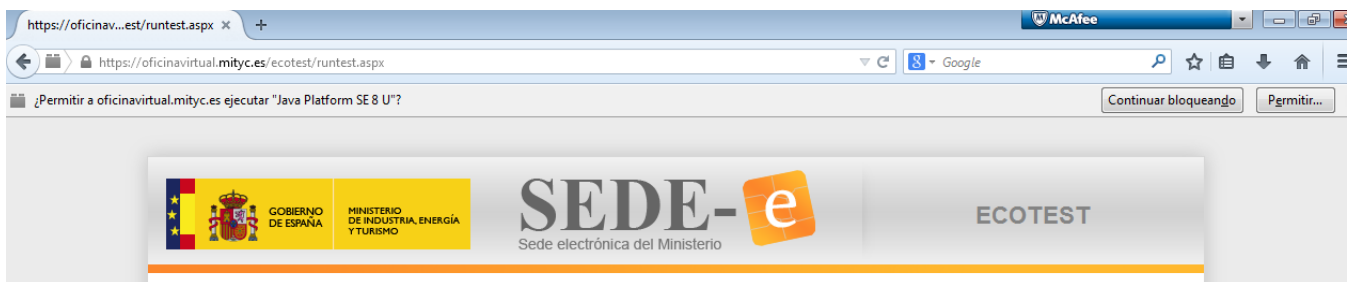 https://oficinav...est/runtest.aspx
McAfee
https://oficinavirtual.mityc.es/ecotest/runtest.aspx
Google
¿Permitir a oficinavirtual.mityc.es ejecutar "Java Platform SE 8 U"?
Continuar bloqueando
Permitir...
GOBIERNO
DE ESPAÑA
MINISTERIO
DE INDUSTRIA, ENERGÍA
Y TURISMO
SEDE-e
Sede electrónica del Ministerio
ECOTEST